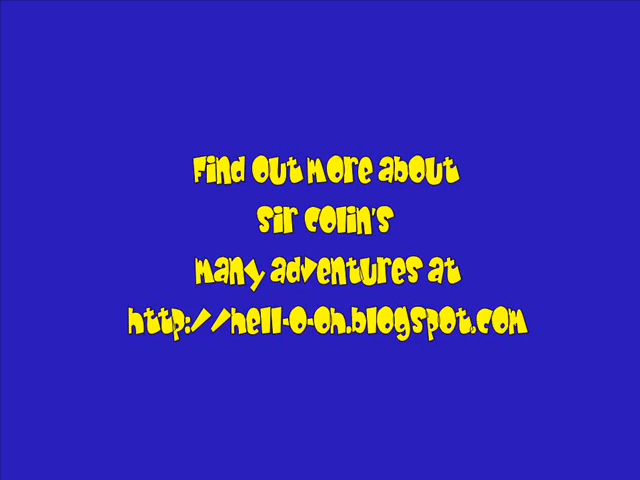 Find out more about
Sir Colin's
many adventures at
http://hell-o-oh.blogspot.com